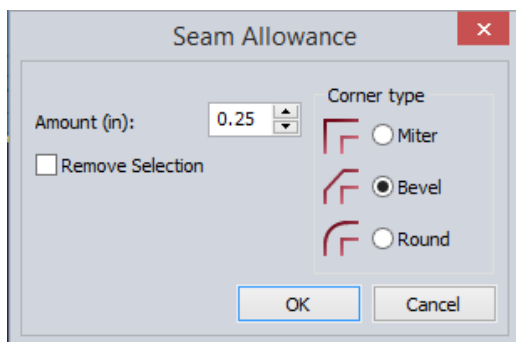 Seam Allowance
Amount (in):
0.25
Remove Selection
Corner type
Miter
Bevel
Round
OK
Cancel